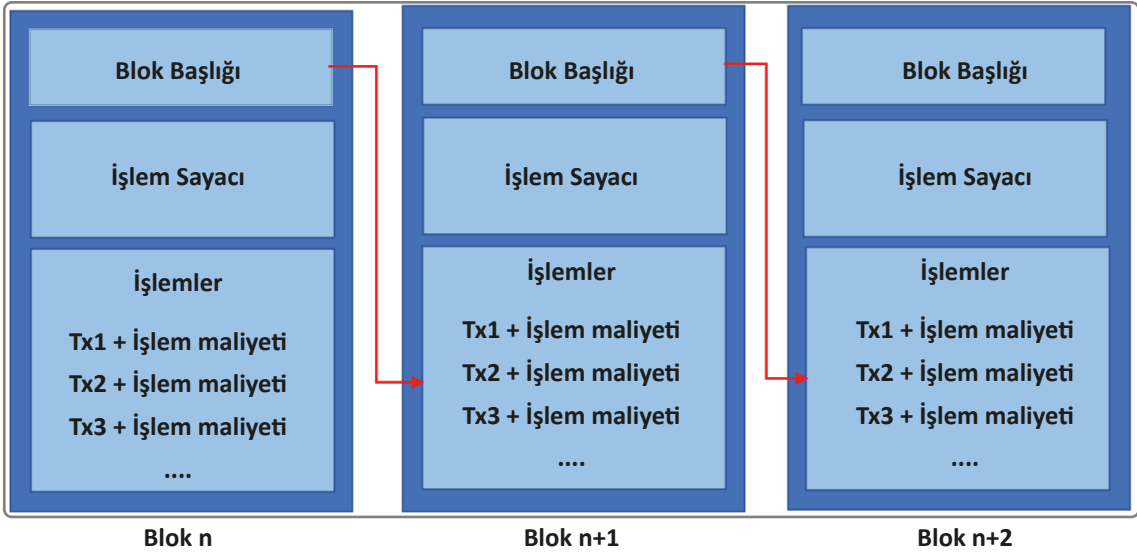 Blok Başlığı
İşlem Sayacı
İşlemler
Tx1 + İşlem maliyeti
Tx2 + İşlem maliyeti
Tx3 + İşlem maliyeti
....
Blok n
Blok Başlığı
İşlem Sayacı
İşlemler
Tx1 + İşlem maliyeti
Tx2 + İşlem maliyeti
Tx3 + İşlem maliyeti
....
Blok n+1
Blok Başlığı
İşlem Sayacı
İşlemler
Tx1 + İşlem maliyeti
Tx2 + İşlem maliyeti
Tx3 + İşlem maliyeti
....
Blok n+2